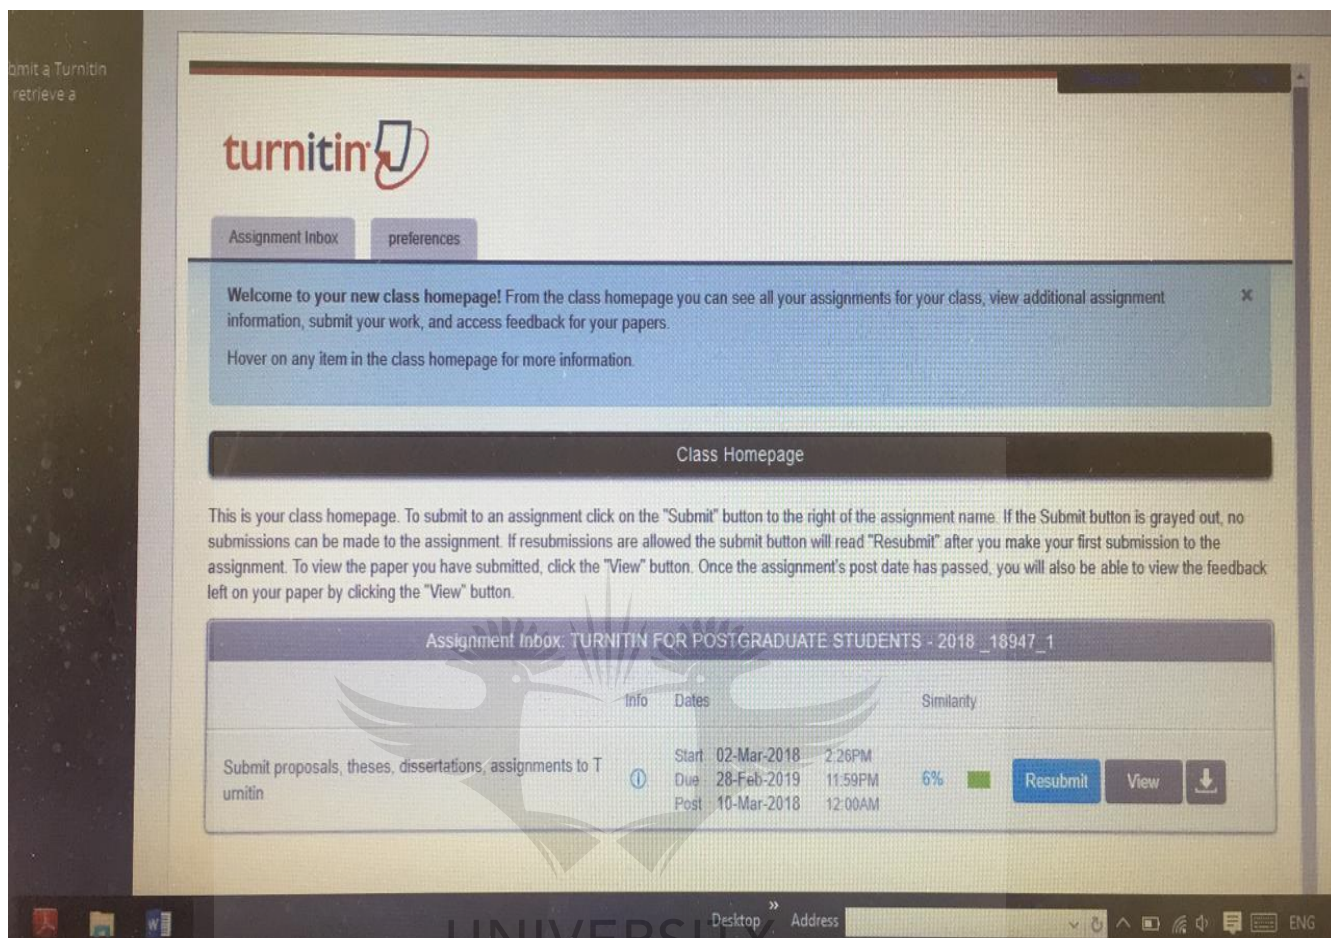 bmit a Turnitin
retrieve a
turnitin
Assignment Inbox
preferences
Welcome to your new class homepage! From the class homepage you can see all your assignments for your class, view additional assignment
information, submit your work, and access feedback for your papers.
Hover on any item in the class homepage for more information.
Class Homepage
This is your class homepage. To submit to an assignment click on the "Submit" button to the right of the assignment name. If the Submit button is grayed out, no
submissions can be made to the assignment. If resubmissions are allowed the submit button will read "Resubmit" after you make your first submission to the
assignment. To view the paper you have submitted, click the "View" button. Once the assignment's post date has passed, you will also be able to view the feedback
left on your paper by clicking the "View" button.
Assignment Inbox: TURNITIN FOR POSTGRADUATE STUDENTS - 2018 _18947_1
Info Dates Similarity
Submit proposals, theses, dissertations, assignments to T
urnitin
Start 02-Mar-2018 2:26PM
Due 28-Feb-2019 11:59PM
Post 10-Mar-2018 12:00AM
6%
Resubmit
View
Desktop » Address
ENG
UNIVERSITY